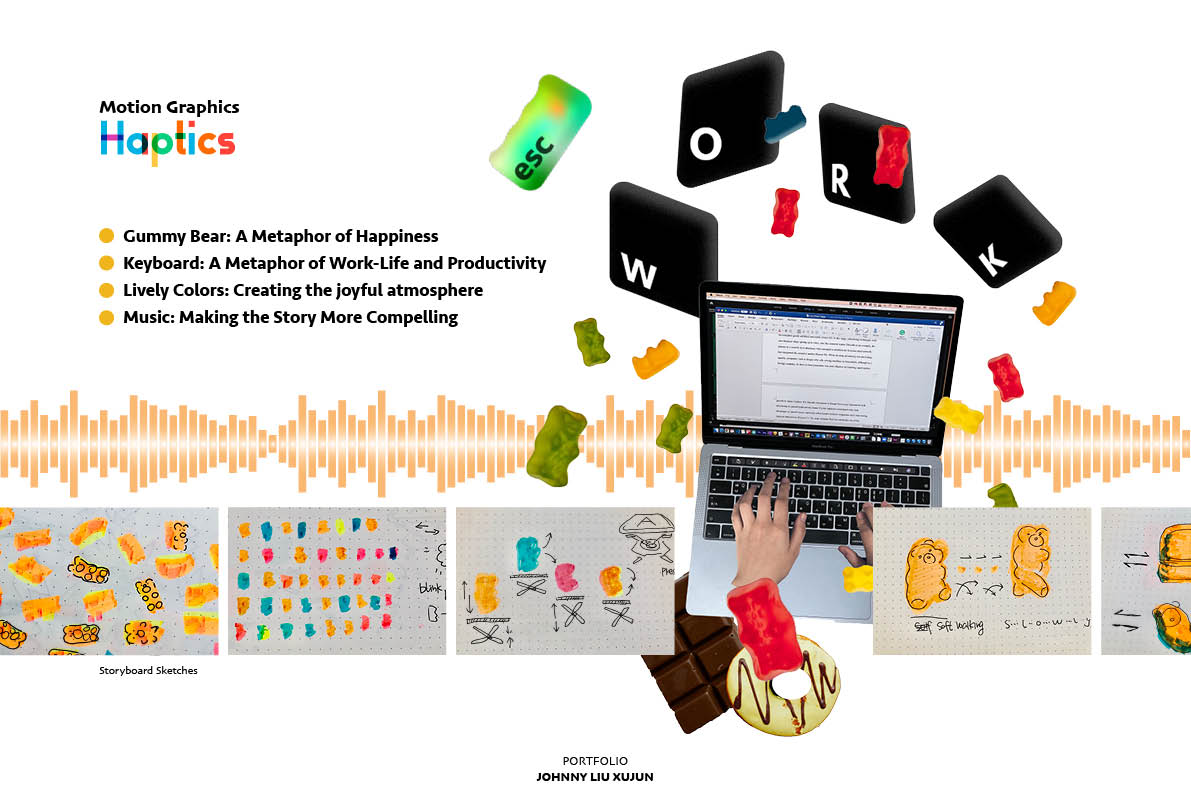 Motion Graphics
Haptics
esc
O
R
W
K
Gummy Bear: A Metaphor of Happiness
Keyboard: A Metaphor of Work-Life and Productivity
Lively Colors: Creating the joyful atmosphere
Music: Making the Story More Compelling
blink
soft walking
S...L...O...W...L y
Storyboard Sketches
PORTFOLIO
JOHNNY LIU XUJUN